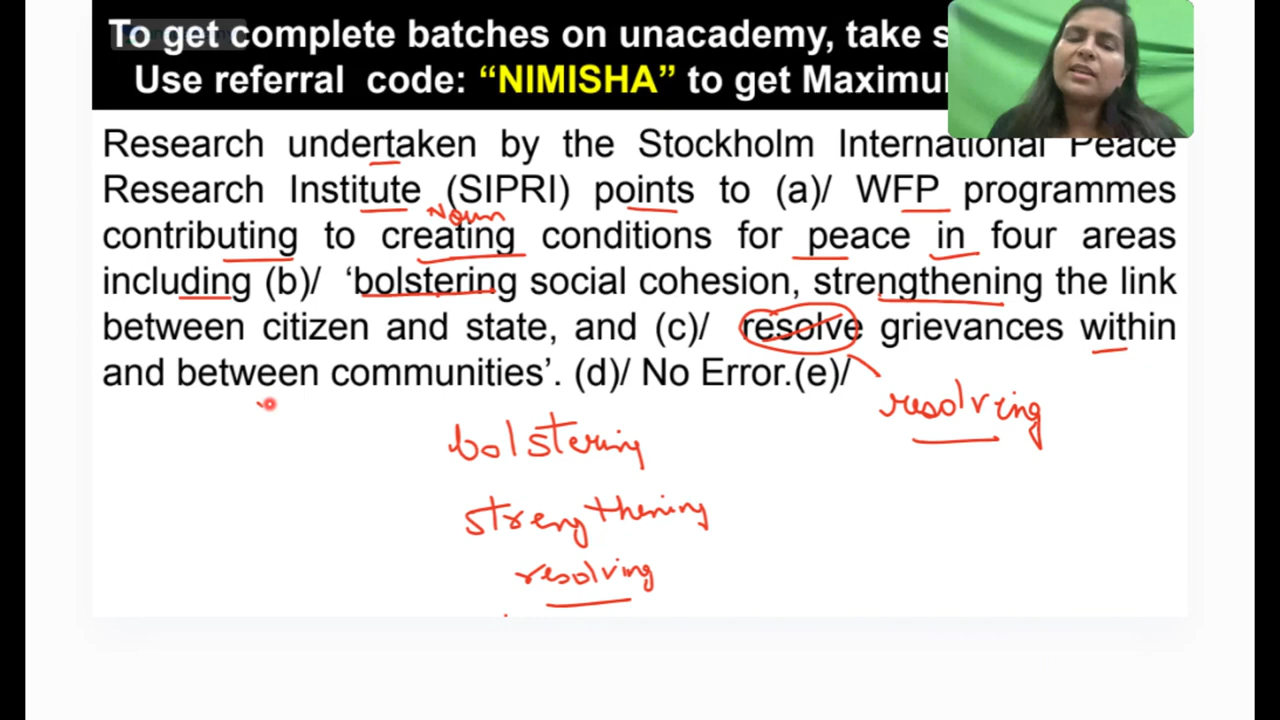 To get complete batches on unacademy, take s
Use referral code: “NIMISHA” to get Maximu
Research undertaken by the Stockholm International Peace
Research Institute (SIPRI) points to (a)/ WFP programmes
Noun
contributing to creating conditions for peace in four areas
including (b)/ ‘bolstering social cohesion, strengthening the link
between citizen and state, and (c)/ resolve grievances within
and between communities’. (d)/ No Error.(e)/
resolving
bolstering
strengthening
resolving